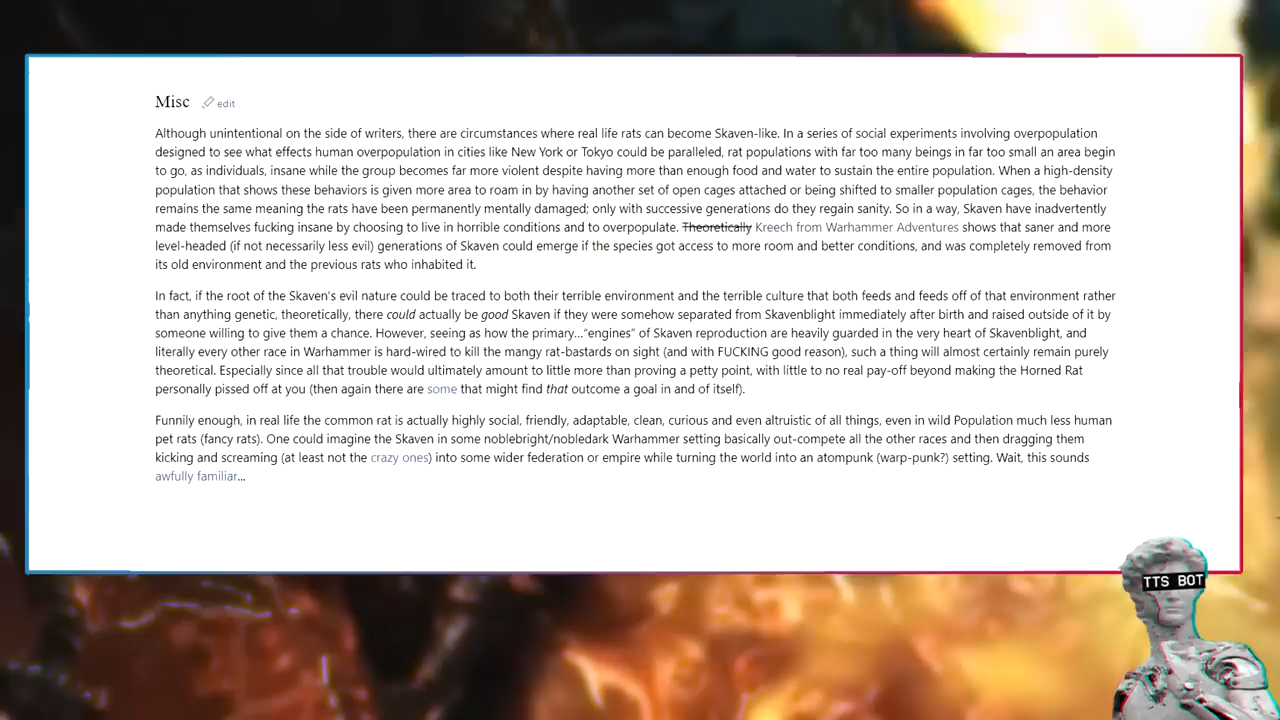 Misc edit
Although unintentional on the side of writers, there are circumstances where real life rats can become Skaven-like. In a series of social experiments involving overpopulation
designed to see what effects human overpopulation in cities like New York or Tokyo could be paralleled, rat populations with far too many beings in far too small an area begin
to go, as individuals, insane while the group becomes far more violent despite having more than enough food and water to sustain the entire population. When a high-density
population that shows these behaviors is given more area to roam in by having another set of open cages attached or being shifted to smaller population cages, the behavior
remains the same meaning the rats have been permanently mentally damaged; only with successive generations do they regain sanity. So in a way, Skaven have inadvertently
made themselves fucking insane by choosing to live in horrible conditions and to overpopulate. Theoretically Kreech from Warhammer Adventures shows that saner and more
level-headed (if not necessarily less evil) generations of Skaven could emerge if the species got access to more room and better conditions, and was completely removed from
its old environment and the previous rats who inhabited it.
In fact, if the root of the Skaven's evil nature could be traced to both their terrible environment and the terrible culture that both feeds and feeds off of that environment rather
than anything genetic, theoretically, there could actually be good Skaven if they were somehow separated from Skavenblight immediately after birth and raised outside of it by
someone willing to give them a chance. However, seeing as how the primary...“engines” of Skaven reproduction are heavily guarded in the very heart of Skavenblight, and
literally every other race in Warhammer is hard-wired to kill the mangy rat-bastards on sight (and with FUCKING good reason), such a thing will almost certainly remain purely
theoretical. Especially since all that trouble would ultimately amount to little more than proving a petty point, with little to no real pay-off beyond making the Horned Rat
personally pissed off at you (then again there are some that might find that outcome a goal in and of itself).
Funnily enough, in real life the common rat is actually highly social, friendly, adaptable, clean, curious and even altruistic of all things, even in wild Population much less human
pet rats (fancy rats). One could imagine the Skaven in some noblebright/nobledark Warhammer setting basically out-compete all the other races and then dragging them
kicking and screaming (at least not the crazy ones) into some wider federation or empire while turning the world into an atompunk (warp-punk?) setting. Wait, this sounds
awfully familiar...
TTS BOT